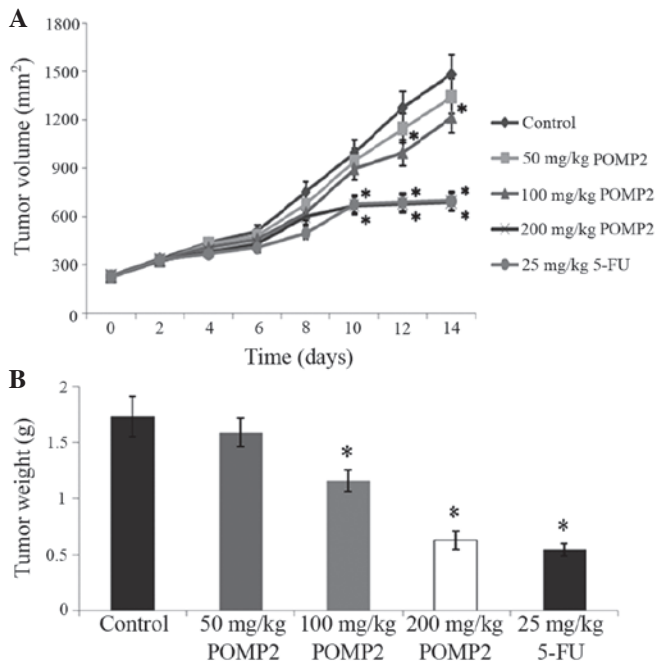 A
Tumor volume (mm²)
1800
1500
1200
900
600
300
0
0 2 4 6 8 10 12 14
Time (days)
*
*
* * *
* * *
Control
50 mg/kg POMP2
100 mg/kg POMP2
200 mg/kg POMP2
25 mg/kg 5-FU
B
Tumor weight (g)
2
1.5
1
0.5
0
*
*
*
Control 50 mg/kg 100 mg/kg 200 mg/kg 25 mg/kg
POMP2 POMP2 POMP2 5-FU